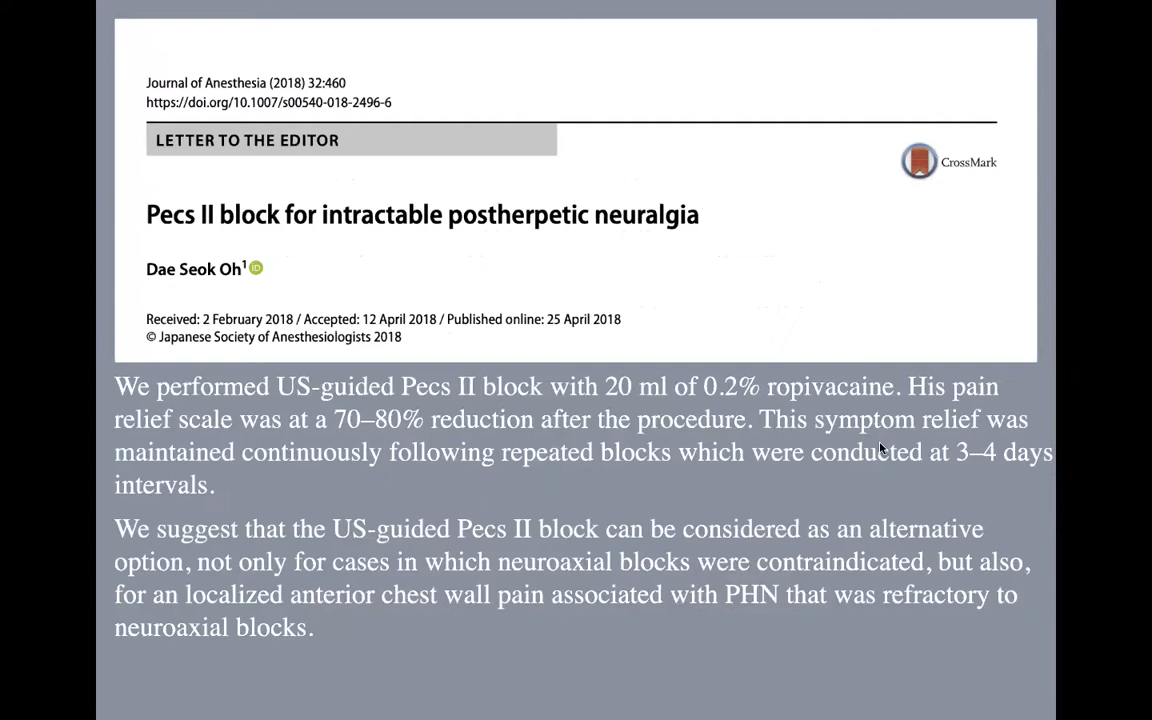 Journal of Anesthesia (2018) 32:460
https://doi.org/10.1007/s00540-018-2496-6
LETTER TO THE EDITOR
CrossMark
Pecs II block for intractable postherpetic neuralgia
Dae Seok Oh1 iD
Received: 2 February 2018 / Accepted: 12 April 2018 / Published online: 25 April 2018
© Japanese Society of Anesthesiologists 2018
We performed US-guided Pecs II block with 20 ml of 0.2% ropivacaine. His pain
relief scale was at a 70–80% reduction after the procedure. This symptom relief was
maintained continuously following repeated blocks which were conducted at 3–4 days
intervals.
We suggest that the US-guided Pecs II block can be considered as an alternative
option, not only for cases in which neuroaxial blocks were contraindicated, but also,
for an localized anterior chest wall pain associated with PHN that was refractory to
neuroaxial blocks.